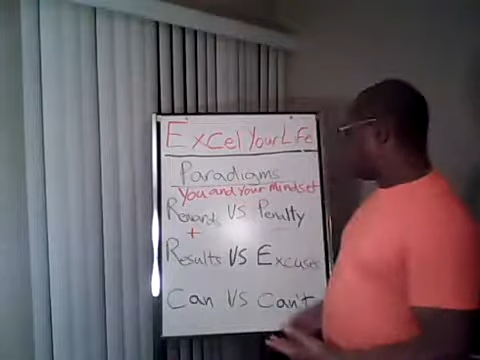 Excel Your Life
Paradigms
You and Your Mindset
Reward VS Penalty
+
Results VS Excuses
Can VS Can't